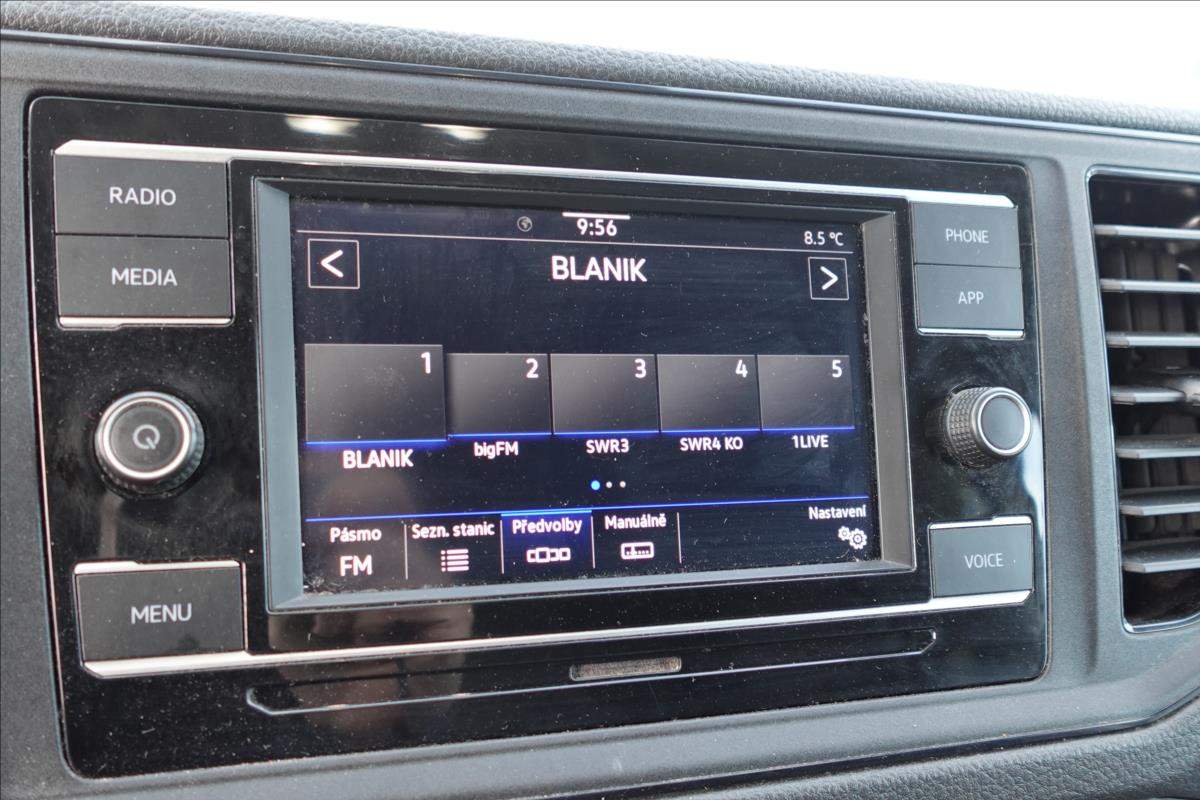 RADIO
MEDIA
MENU
9:56
8.5 °C
<
BLANIK
>
1
2
3
4
5
BLANIK
bigFM
SWR3
SWR4 KO
1LIVE
Pásmo
FM
Sezn. stanic
Předvolby
Manuálně
Nastavení
PHONE
APP
VOICE